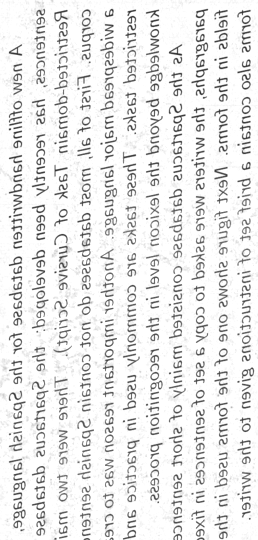 A new offline handwritten database for the Spanish language,
sentences, has recently been developed: the Spartacus database
Restricted-domain Task of Cursive Script). There were two mai
corpus. First of all, most databases do not contain Spanish senten
a widespread major language. Another important reason was to cre
restricted tasks. These tasks are commonly used in practice and
knowledge beyond the lexicon level in the recognition process.
As the Spartacus database consisted mainly of short sentence
paragraphs, the writers were asked to copy a set of sentences in fixe
fields in the forms. Next figure shows one of the forms used in the
forms also contain a brief set of instructions given to the writer.